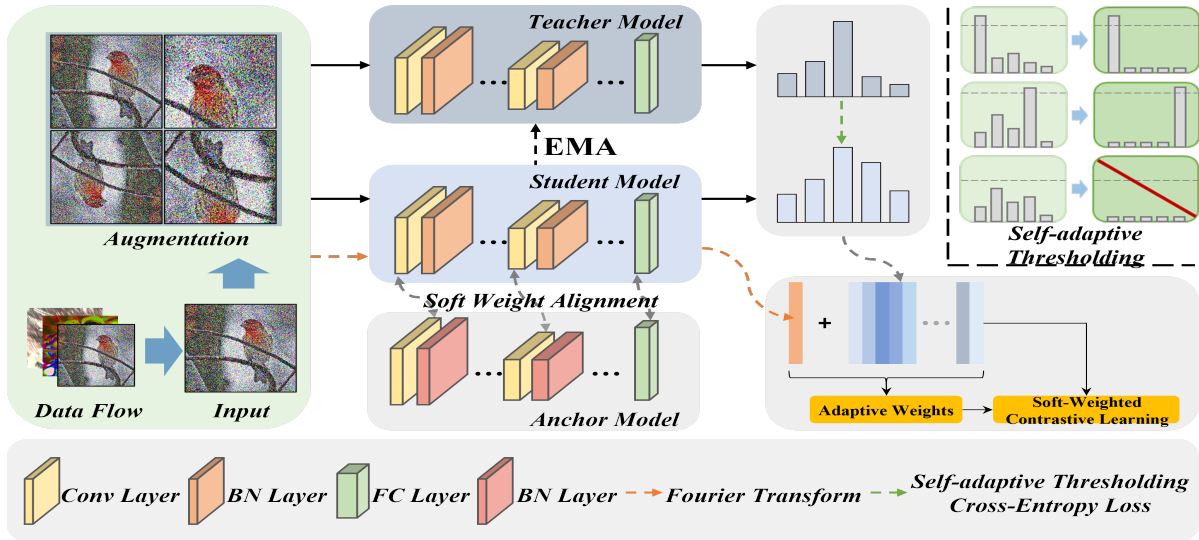 Teacher Model
EMA
Student Model
Augmentation
Self-adaptive
Thresholding
Soft Weight Alignment
+
Data Flow
Input
Anchor Model
Adaptive Weights
Soft-Weighted
Contrastive Learning
Conv Layer
BN Layer
FC Layer
BN Layer
Fourier Transform
Self-adaptive Thresholding
Cross-Entropy Loss